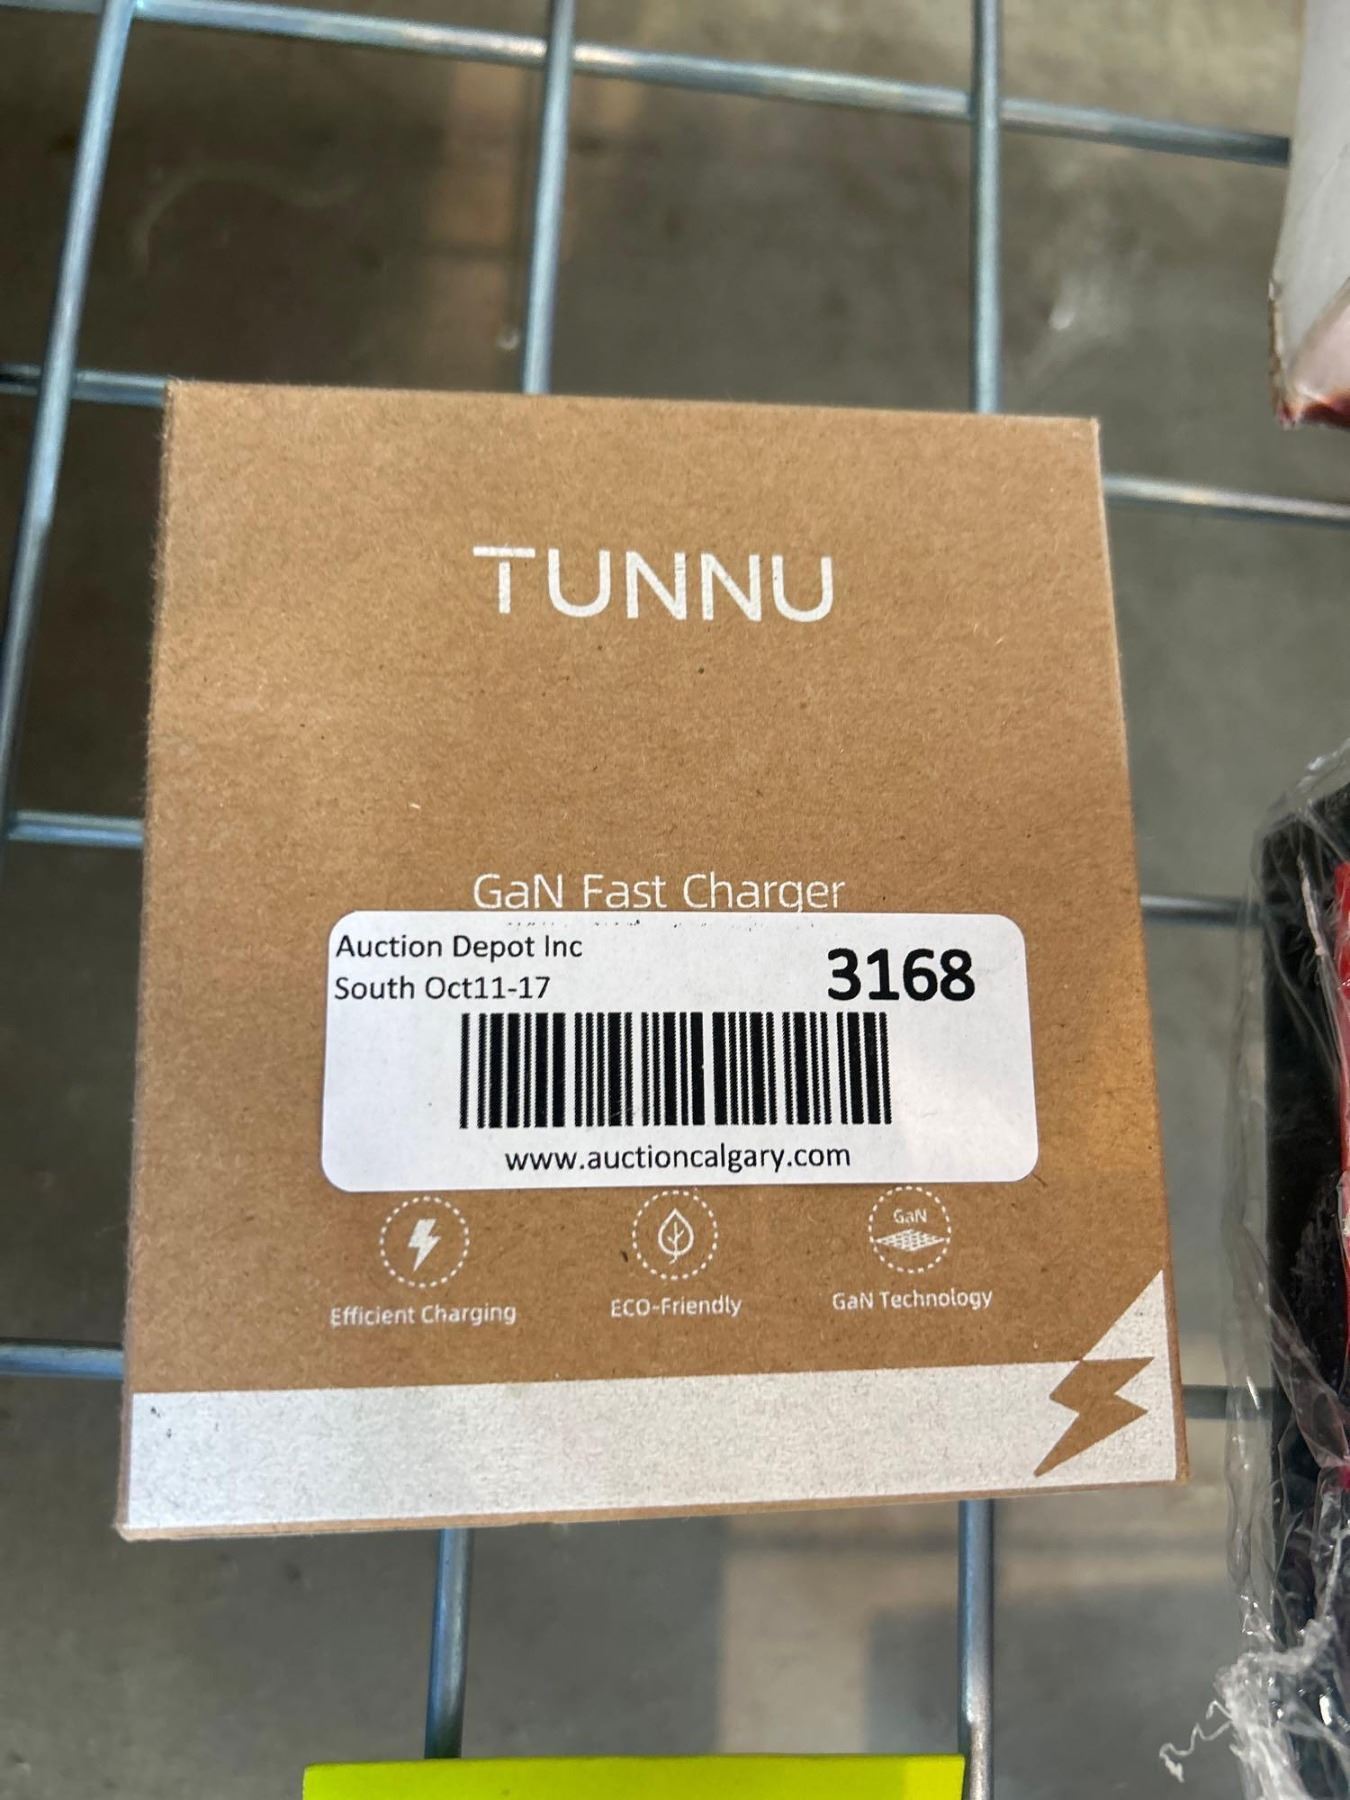 TUNNU
GaN Fast Charger
Auction Depot Inc
3168
South Oct11-17
www.auctioncalgary.com
GaN
Efficient Charging
ECO-Friendly
GaN Technology